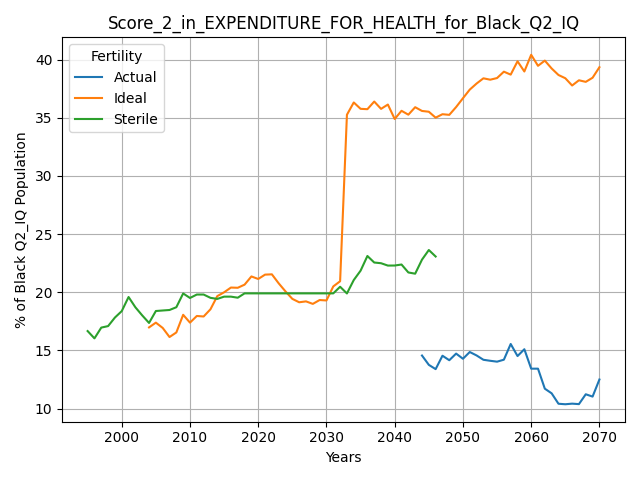 Score_2_in_EXPENDITURE_FOR_HEALTH_for_Black_Q2_IQ
Fertility
Actual
Ideal
Sterile
% of Black Q2_IQ Population
40
35
30
25
20
15
10
2000 2010 2020 2030 2040 2050 2060 2070
Years